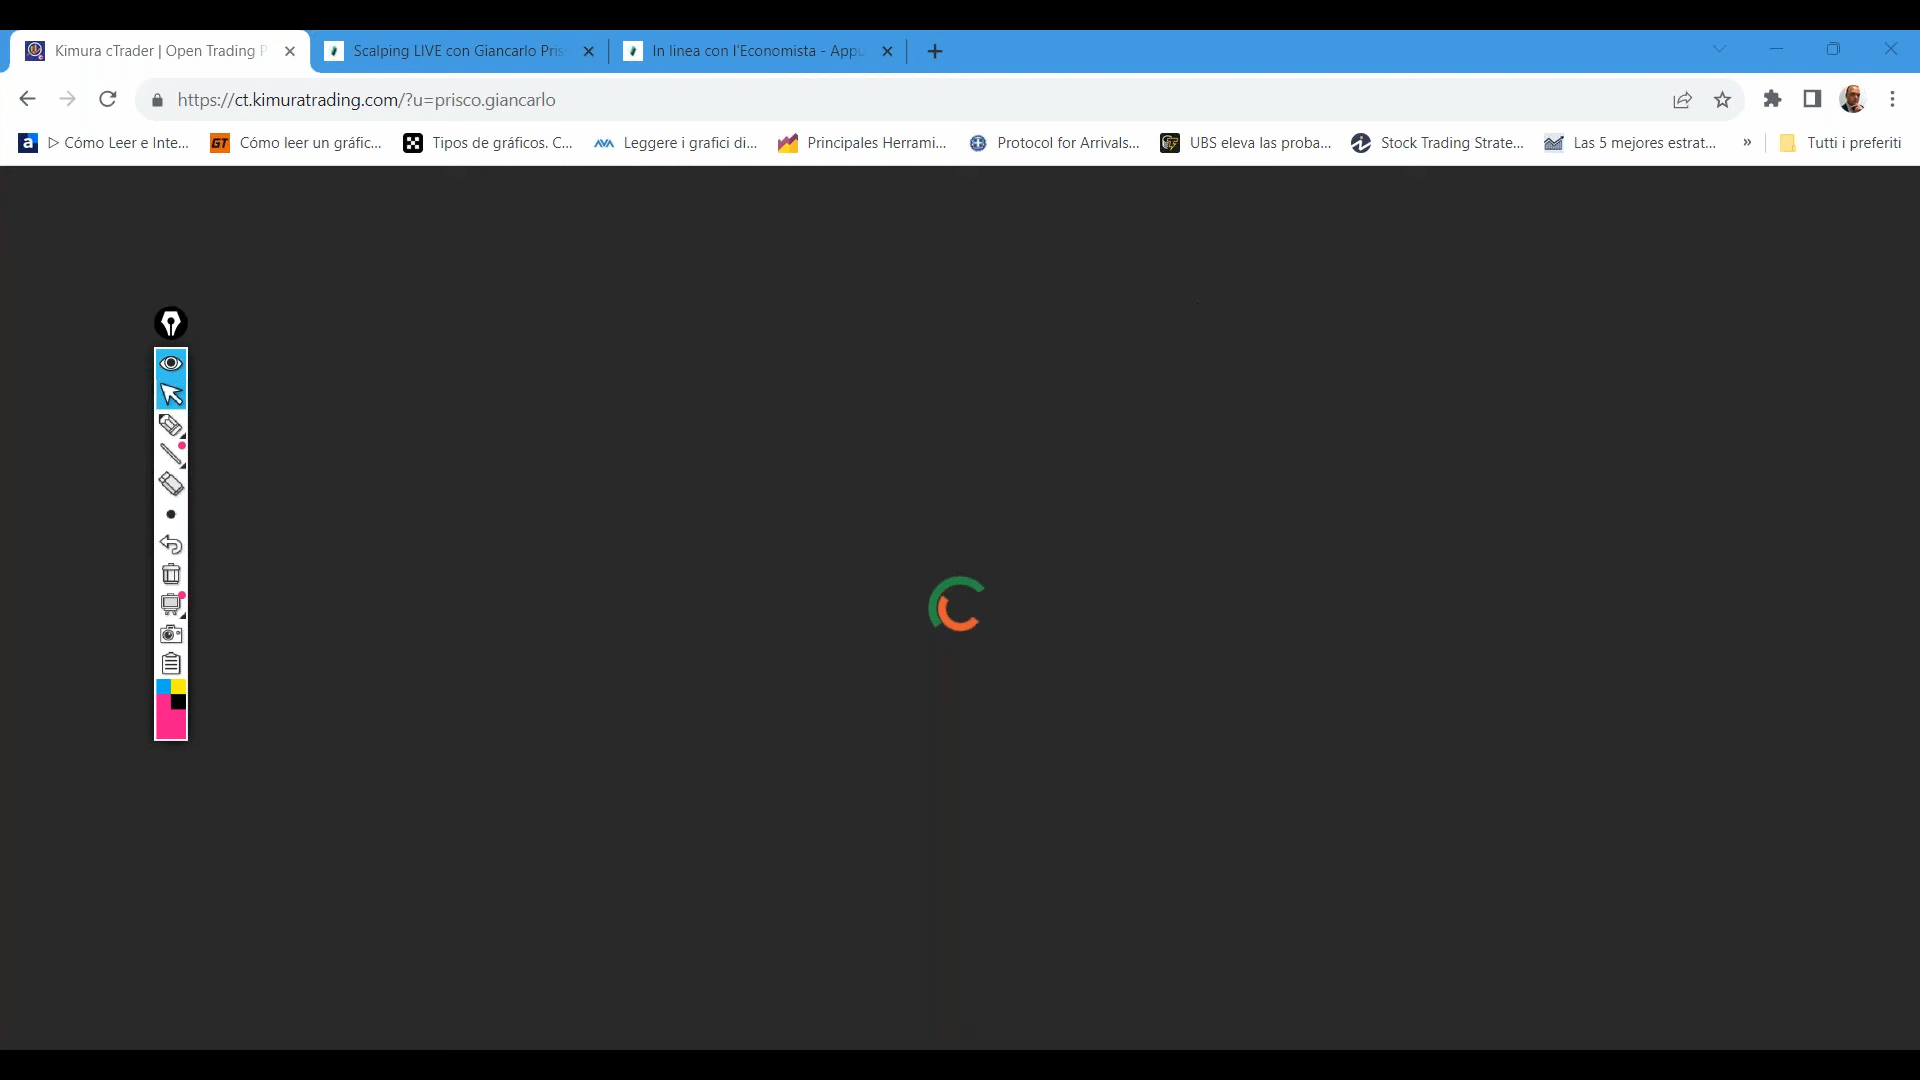 Kimura cTrader | Open Trading P
Scalping LIVE con Giancarlo Pris
In linea con l'Economista - Appu
https://ct.kimuratrading.com/?u=prisco.giancarlo
a
▷ Cómo Leer e Inte...
GT
Cómo leer un gráfic...
Tipos de gráficos. C...
Leggere i grafici di...
Principales Herrami...
Protocol for Arrivals...
UBS eleva las proba...
Stock Trading Strate...
Las 5 mejores estrat...
»
Tutti i preferiti